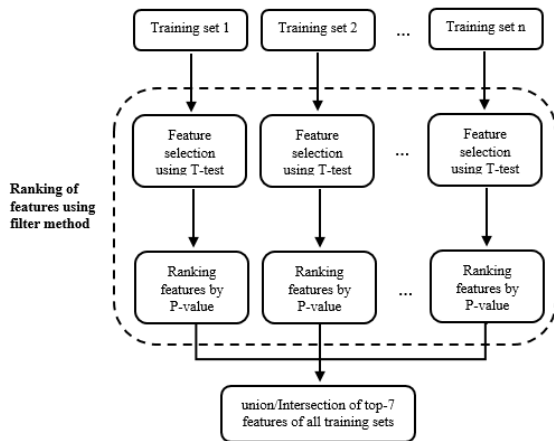 Training set 1
Training set 2
...
Training set n
Ranking of
features using
filter method
Feature
selection
using T-test
Feature
selection
using T-test
...
Feature
selection
using T-test
Ranking
features by
P-value
Ranking
features by
P-value
...
Ranking
features by
P-value
union/Intersection of top-7
features of all training sets